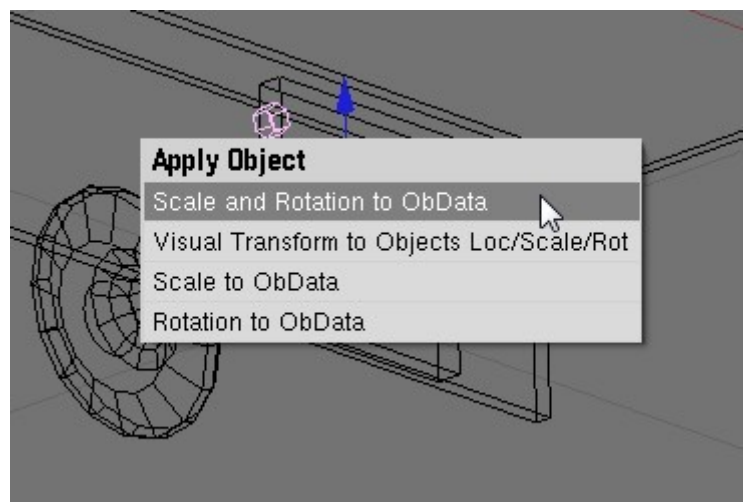 Apply Object
Scale and Rotation to ObData
Visual Transform to Objects Loc/Scale/Rot
Scale to ObData
Rotation to ObData